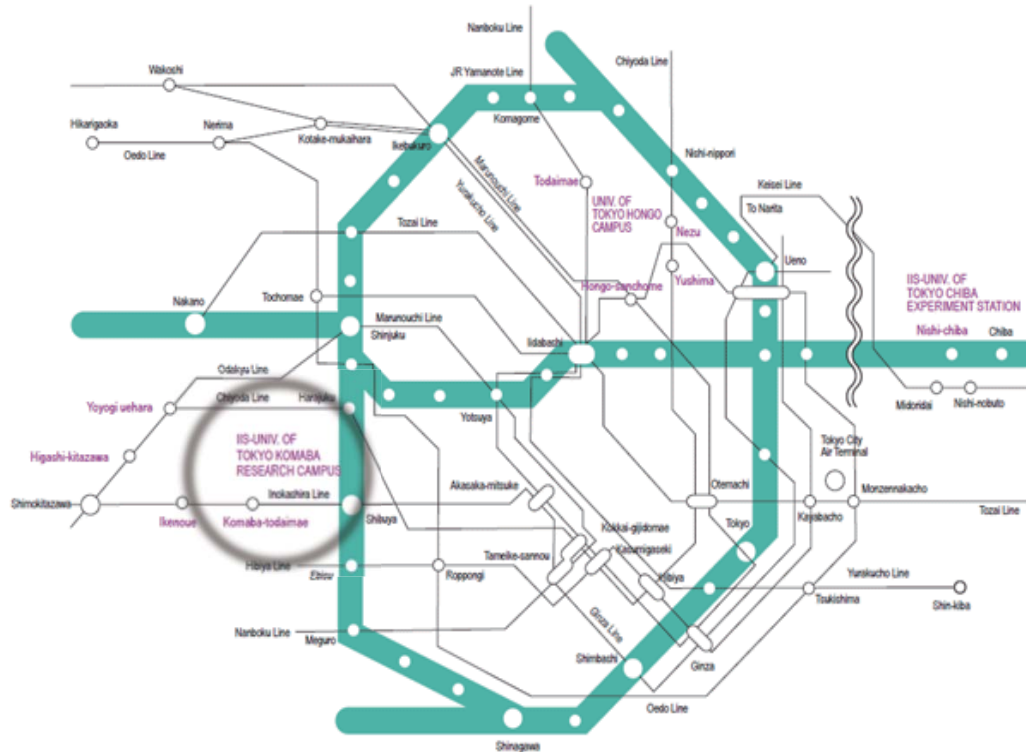 Nanboku Line
Chiyoda Line
Wakoshi
JR Yamanote Line
Komagome
Hikarigaoka
Nerima
Kotake-mukaihara
Ikebukuro
Oedo Line
Nishi-nippori
Marunouchi Line
Yurakucho Line
Todaimae
Keisei Line
To Narita
UNIV. OF
TOKYO HONGO
CAMPUS
Tozai Line
Nezu
Ueno
Hongo-sanchome
Yushima
IIS-UNIV. OF
TOKYO CHIBA
EXPERIMENT STATION
Nakano
Tochomae
Marunouchi Line
Shinjuku
Iidabachi
Nishi-chiba
Chiba
Odakyu Line
Chiyoda Line
Harajuku
Yoyogi uehara
Yotsuya
Midoridai
Nishi-nobuto
IIS-UNIV. OF
TOKYO KOMABA
RESEARCH CAMPUS
Higashi-kitazawa
Tokyo City
Air Terminal
Akasaka-mitsuke
Otemachi
Inokashira Line
Shimokitazawa
Monzennakacho
Ikenoue
Komaba-todaimae
Shibuya
Kayabacho
Tozai Line
Kokkai-gijidomae
Kasumigaseki
Tokyo
Tameike-sannou
Hibiya Line
Ebisu
Roppongi
Hibiya
Yurakucho Line
Tsukishima
Shin-kiba
Ginza Line
Nanboku Line
Meguro
Shimbashi
Ginza
Oedo Line
Shinagawa